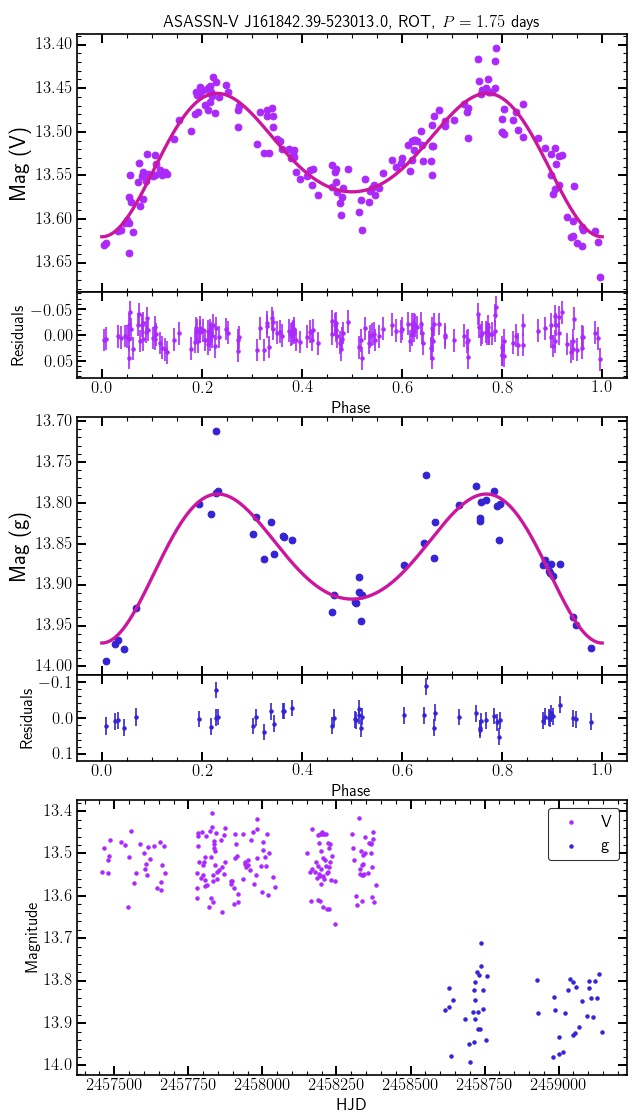 ASASSN-V J161842.39-523013.0, ROT, P = 1.75 days
13.40
13.45
13.50
13.55
13.60
13.65
Mag (V)
−0.05
0.00
0.05
Residuals
0.0 0.2 0.4 0.6 0.8 1.0
Phase
13.70
13.75
13.80
13.85
13.90
13.95
14.00
Mag (g)
−0.1
0.0
0.1
Residuals
0.0 0.2 0.4 0.6 0.8 1.0
Phase
13.4
13.5
13.6
13.7
13.8
13.9
14.0
Magnitude
V
g
2457500 2457750 2458000 2458250 2458500 2458750 2459000
HJD